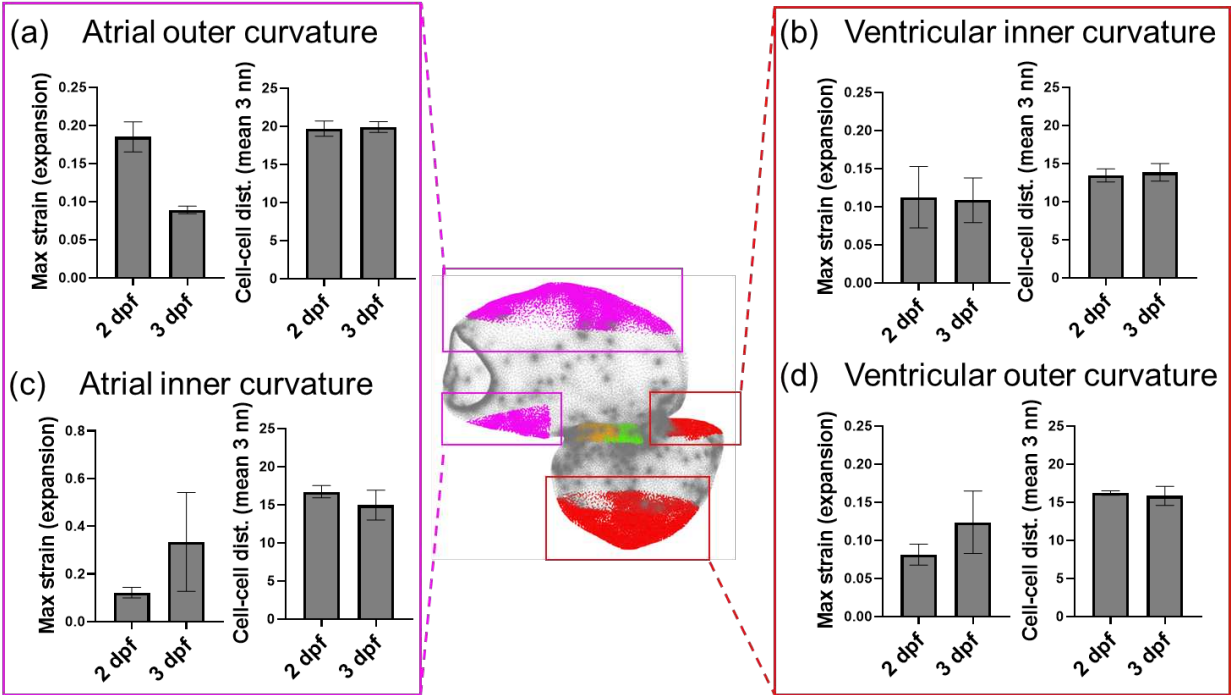 (a) Atrial outer curvature
Max strain (expansion)
0.25
0.20
0.15
0.10
0.05
0.00
2 dpf
3 dpf
Cell-cell dist. (mean 3 nn)
25
20
15
10
5
0
2 dpf
3 dpf
(b) Ventricular inner curvature
Max strain (expansion)
0.25
0.20
0.15
0.10
0.05
0.00
2 dpf
3 dpf
Cell-cell dist. (mean 3 nn)
25
20
15
10
5
0
2 dpf
3 dpf
(c) Atrial inner curvature
Max strain (expansion)
0.8
0.6
0.4
0.2
0.0
2 dpf
3 dpf
Cell-cell dist. (mean 3 nn)
25
20
15
10
5
0
2 dpf
3 dpf
(d) Ventricular outer curvature
Max strain (expansion)
0.25
0.20
0.15
0.10
0.05
0.00
2 dpf
3 dpf
Cell-cell dist. (mean 3 nn)
25
20
15
10
5
0
2 dpf
3 dpf